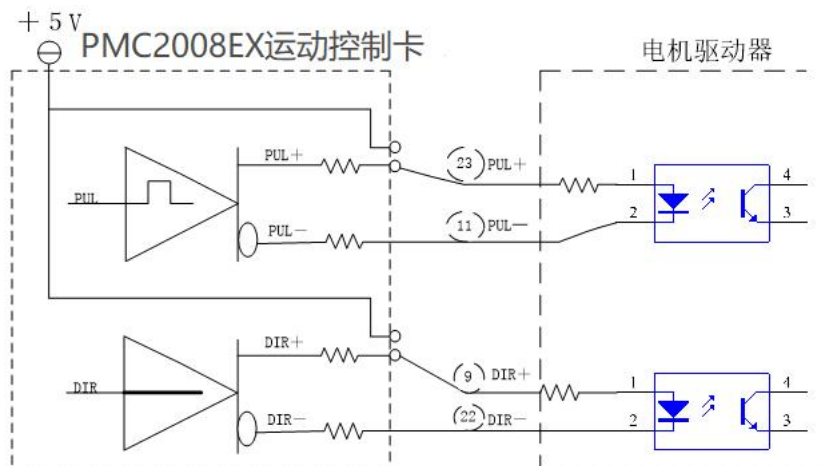 +5V
PMC2008EX运动控制卡
电机驱动器
PUL
PUL+
23 PUL+
1
4
PUL-
11 PUL-
2
3
DIR
DIR+
9 DIR+
1
4
DIR-
22 DIR-
2
3